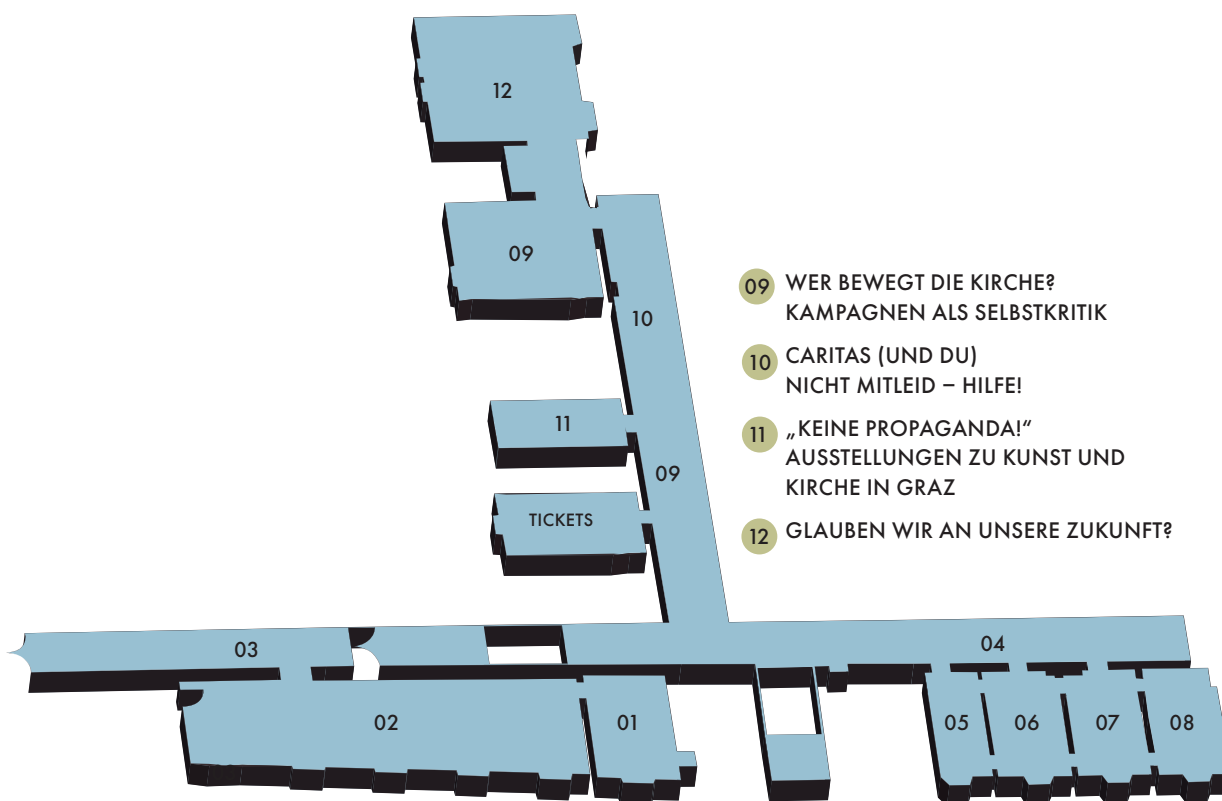 12
09
10
11
09
TICKETS
09 WER BEWEGT DIE KIRCHE?
KAMPAGNEN ALS SELBSTKRITIK
10 CARITAS (UND DU)
NICHT MITLEID – HILFE!
11 „KEINE PROPAGANDA!“
AUSSTELLUNGEN ZU KUNST UND
KIRCHE IN GRAZ
12 GLAUBEN WIR AN UNSERE ZUKUNFT?
03
04
02
01
05
06
07
08